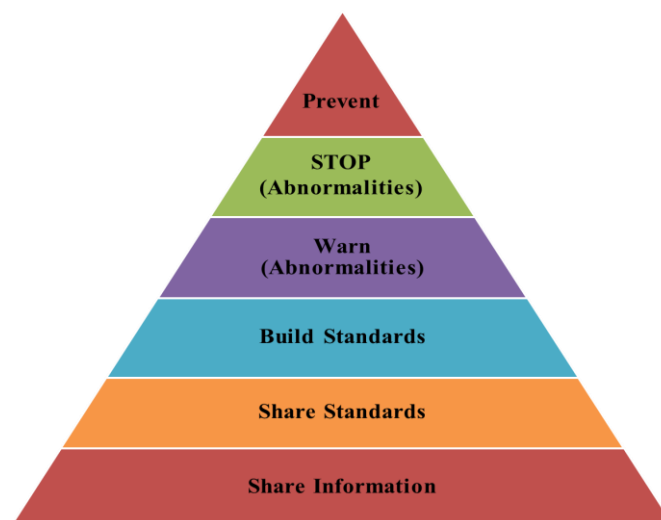 Prevent
STOP
(Abnormalities)
Warn
(Abnormalities)
Build Standards
Share Standards
Share Information